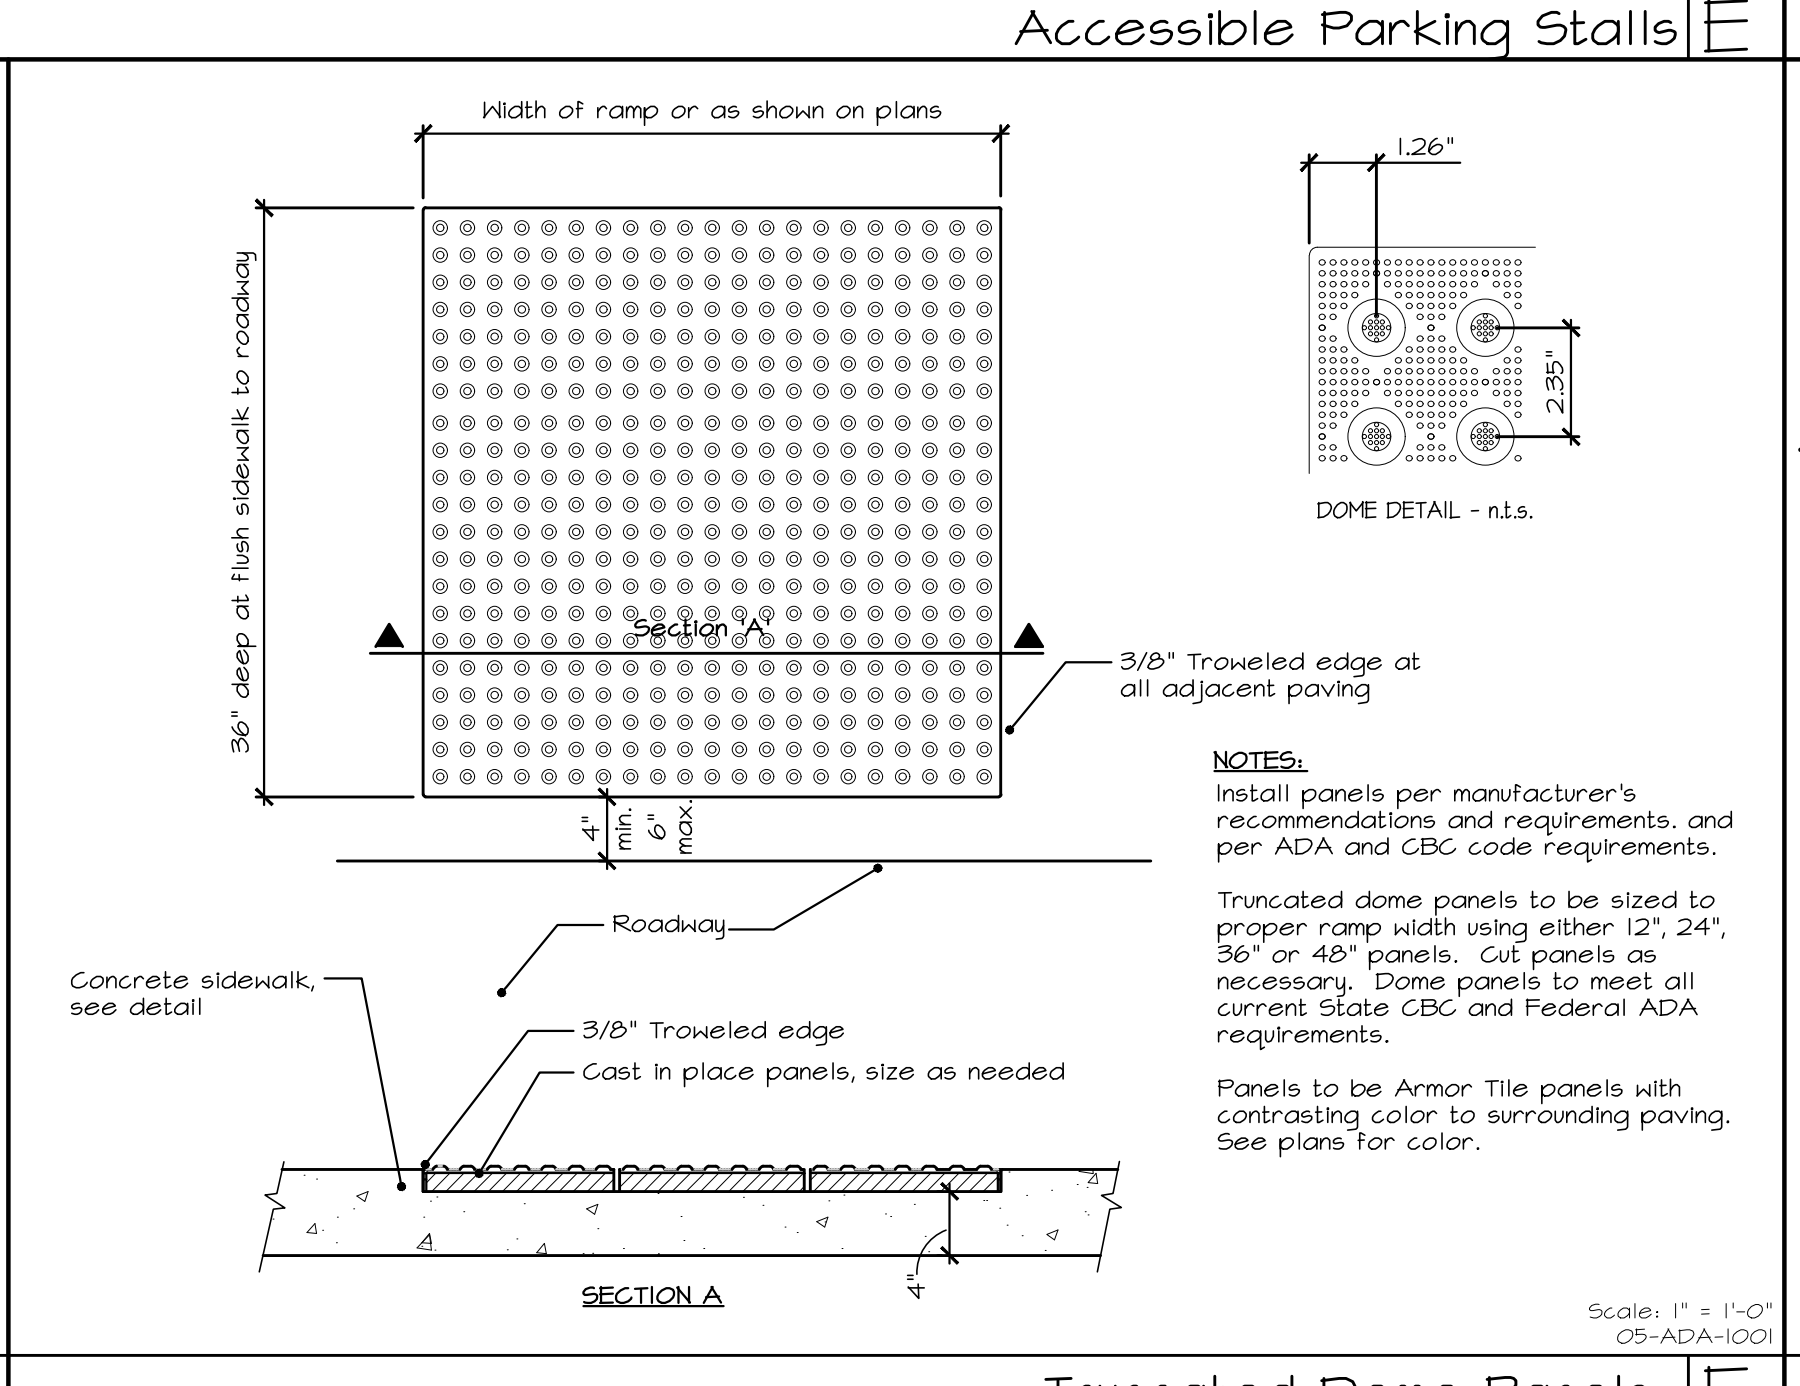 Accessible Parking Stalls E
Width of ramp or as shown on plans
1.26"
36" deep at flush sidewalk to roadway
2.35"
DOME DETAIL - n.t.s.
Section 'A'
3/8" Troweled edge at
all adjacent paving
4"
min.
6"
max.
Roadway
Concrete sidewalk,
see detail
3/8" Troweled edge
Cast in place panels, size as needed
4"
SECTION A
NOTES:
Install panels per manufacturer's
recommendations and requirements. and
per ADA and CBC code requirements.
Truncated dome panels to be sized to
proper ramp width using either 12", 24",
36" or 48" panels. Cut panels as
necessary. Dome panels to meet all
current State CBC and Federal ADA
requirements.
Panels to be Armor Tile panels with
contrasting color to surrounding paving.
See plans for color.
Scale: 1" = 1'-0"
05-ADA-1001
Truncated Dome Panels